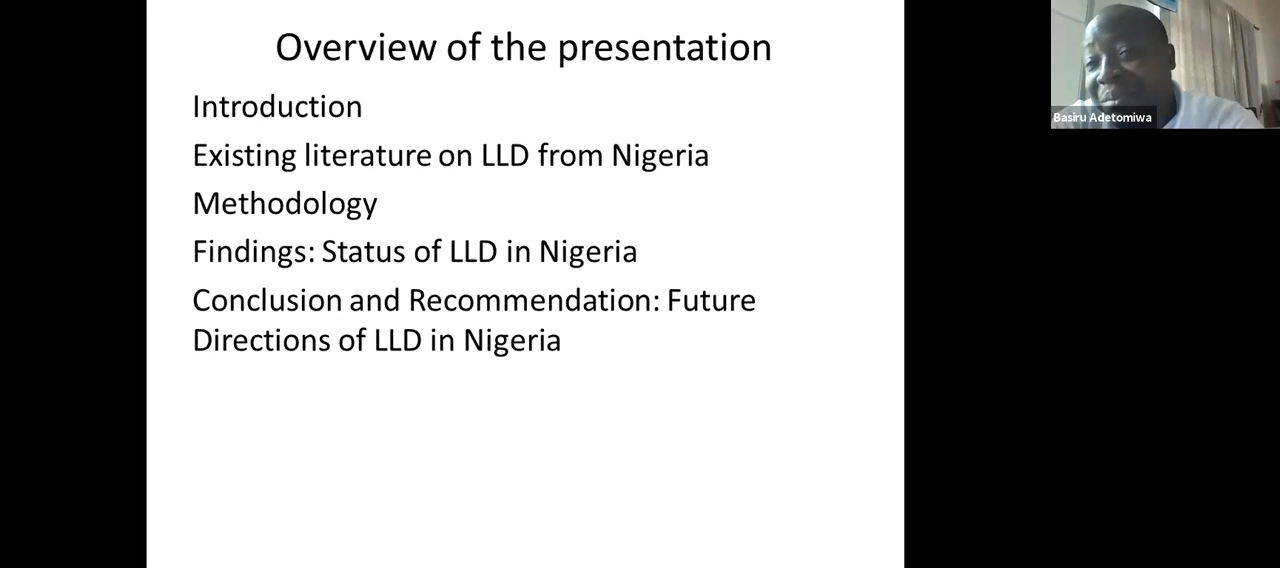 Overview of the presentation
Introduction
Existing literature on LLD from Nigeria
Methodology
Findings: Status of LLD in Nigeria
Conclusion and Recommendation: Future
Directions of LLD in Nigeria
Basiru Adetomiwa